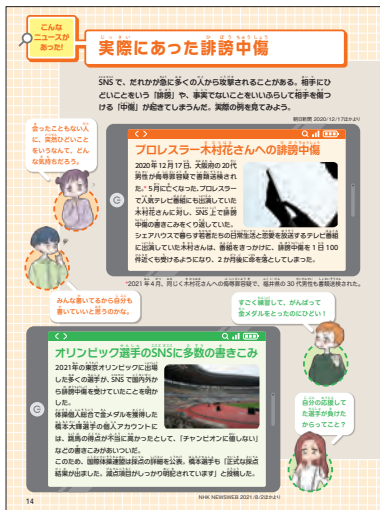 こんな
ニュースが
あった!
実際にあった誹謗中傷
SNSで、だれかが急に多くの人から攻撃されることがある。相手にひ
どいことをいう「誹謗」や、事実でないことをいいふらして相手を傷つ
ける「中傷」が起きてしまうんだ。実際の例を見てみよう。
朝日新聞 2020/12/17ほかより
会ったこともない人
に、突然ひどいこと
をいうなんて、どん
な気持ちだろう。
プロレスラー木村花さんへの誹謗中傷
2020年12月17日、大阪府の20代
男性が侮辱罪容疑で書類送検され
た。*5月に亡くなった、プロレスラー
で人気テレビ番組にも出演していた
木村花さんに対し、SNS上で誹謗
中傷の書きこみをくり返していた。
シェアハウスで暮らす若者たちの日常生活と恋愛を放送するテレビ番組
に出演していた木村さんは、番組をきっかけに、誹謗中傷を1日100
件近くも受けるようになり、2か月後に命を落としてしまった。
*2021年4月、同じく木村花さんへの侮辱罪容疑で、福井県の30代男性も書類送検された。
みんな書いてるから自分も
書いていいと思うのかな。
すごく練習して、がんばって
金メダルをとったのにひどい!
オリンピック選手のSNSに多数の書きこみ
2021年の東京オリンピックに出場
した多くの選手が、SNSで国内外か
ら誹謗中傷を受けていたことを明か
した。
体操個人総合で金メダルを獲得した
橋本大輝選手の個人アカウントに
は、跳馬の得点が不当に高かったとして、「チャンピオンに値しない」
などの書きこみがあいついだ。
このため、国際体操連盟は採点の詳細を公表。橋本選手も「正式な採点
結果が出ました。減点項目がしっかり明記されています」と投稿した。
自分の応援して
た選手が負けた
からってこと?
NHK NEWSWEB 2021/8/2ほかより
14